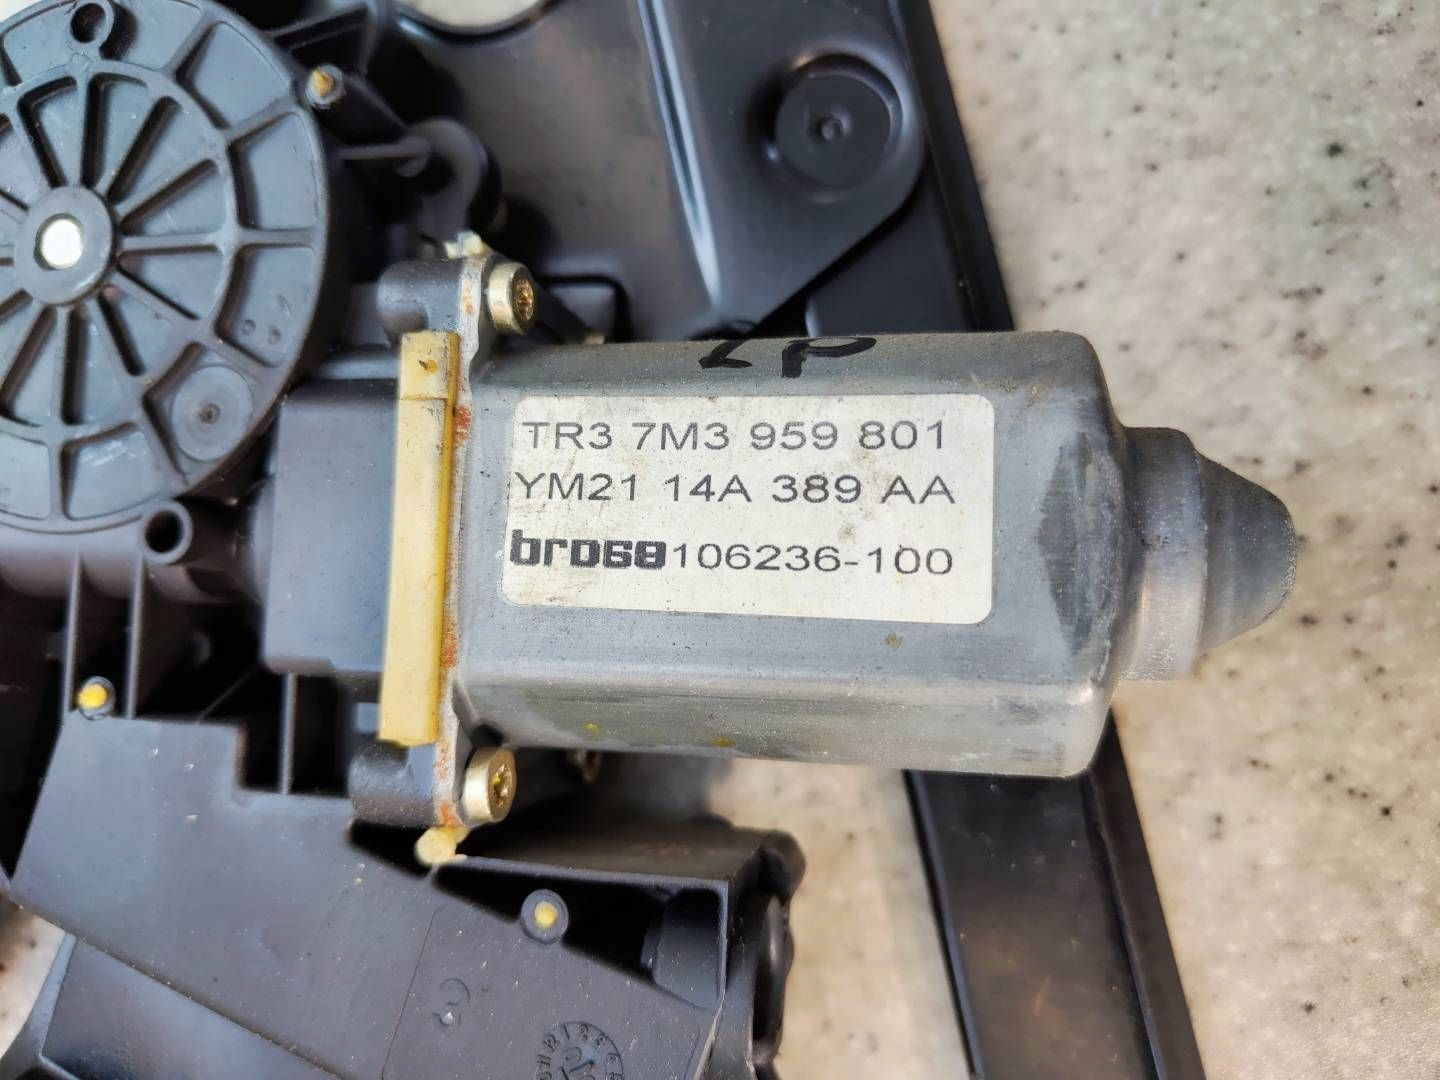 LP
TR3 7M3 959 801
YM21 14A 389 AA
brose 106236-100